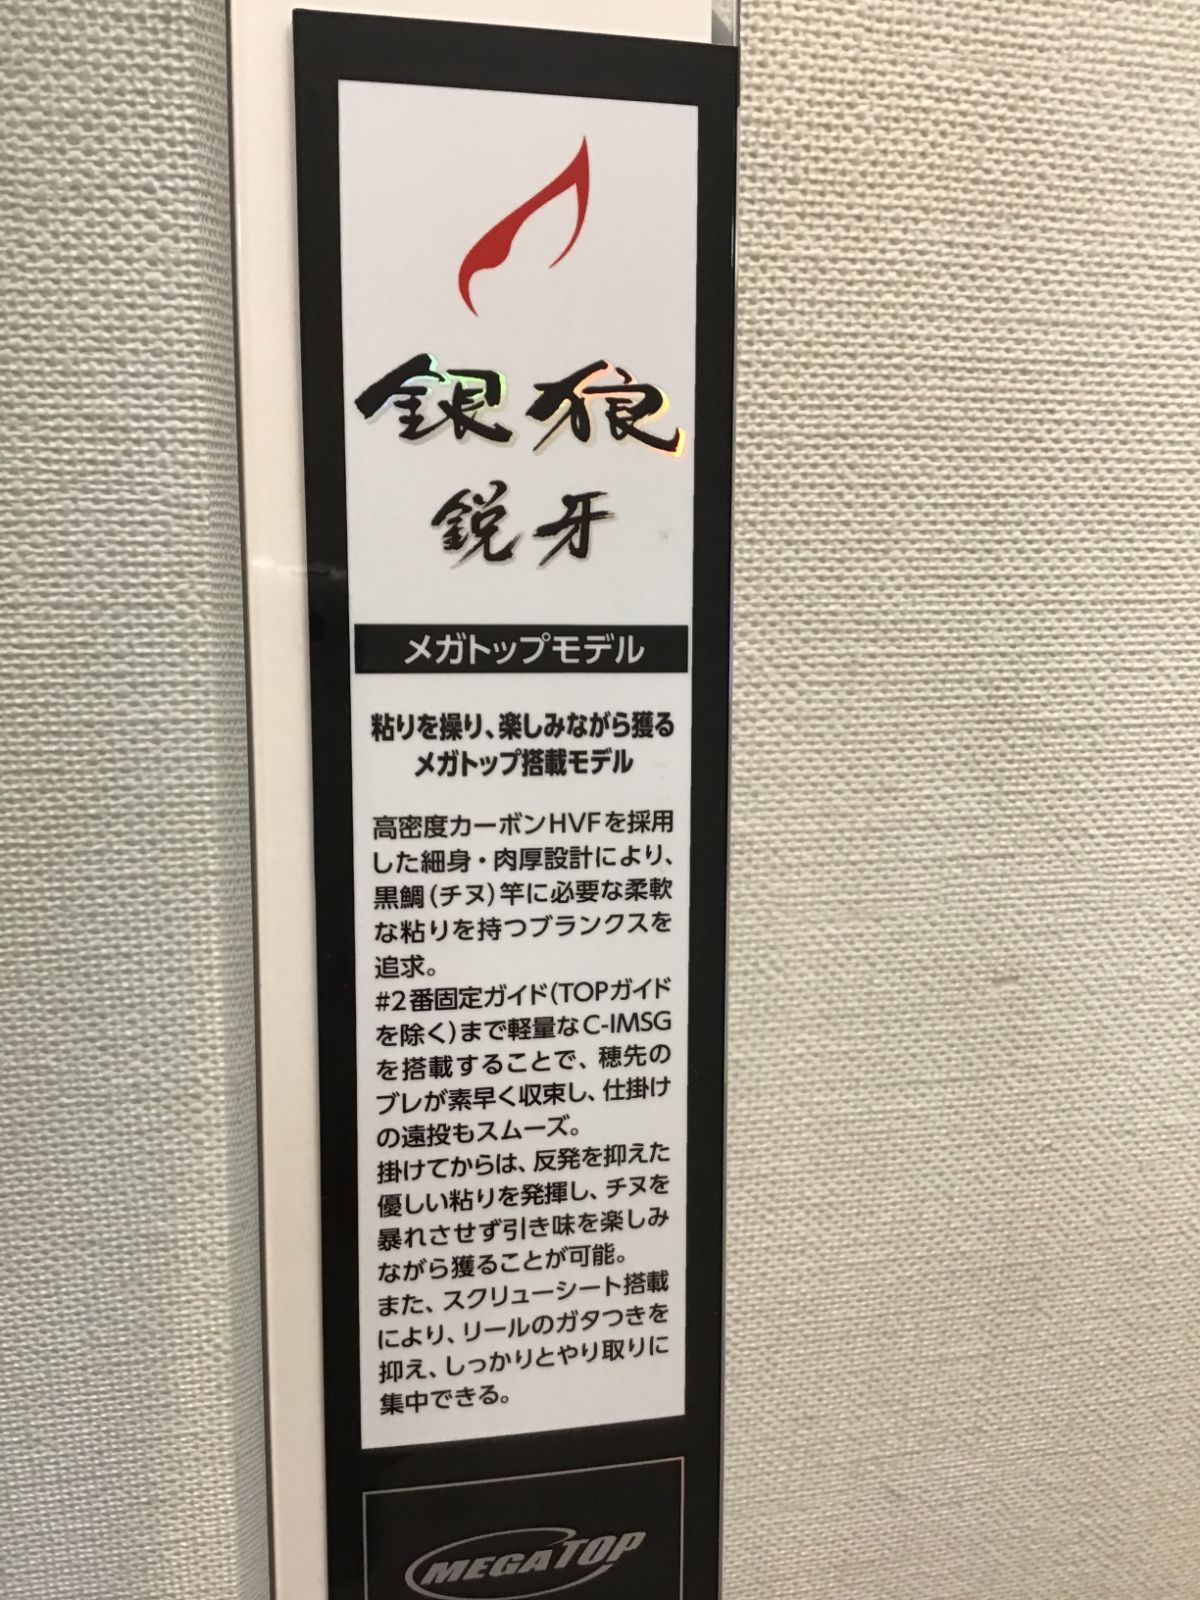 銀狼
鋭牙
メガトップモデル
粘りを操り、楽しみながら獲る
メガトップ搭載モデル
高密度カーボンHVFを採用
した細身・肉厚設計により、
黒鯛(チヌ)竿に必要な柔軟
な粘りを持つブランクスを
追求。
#2番固定ガイド(TOPガイド
を除く)まで軽量なC-IMSG
を搭載することで、穂先の
ブレが素早く収束し、仕掛け
の遠投もスムーズ。
掛けてからは、反発を抑えた
優しい粘りを発揮し、チヌを
暴れさせず引き味を楽しみ
ながら獲ることが可能。
また、スクリューシート搭載
により、リールのガタつきを
抑え、しっかりとやり取りに
集中できる。
MEGATOP